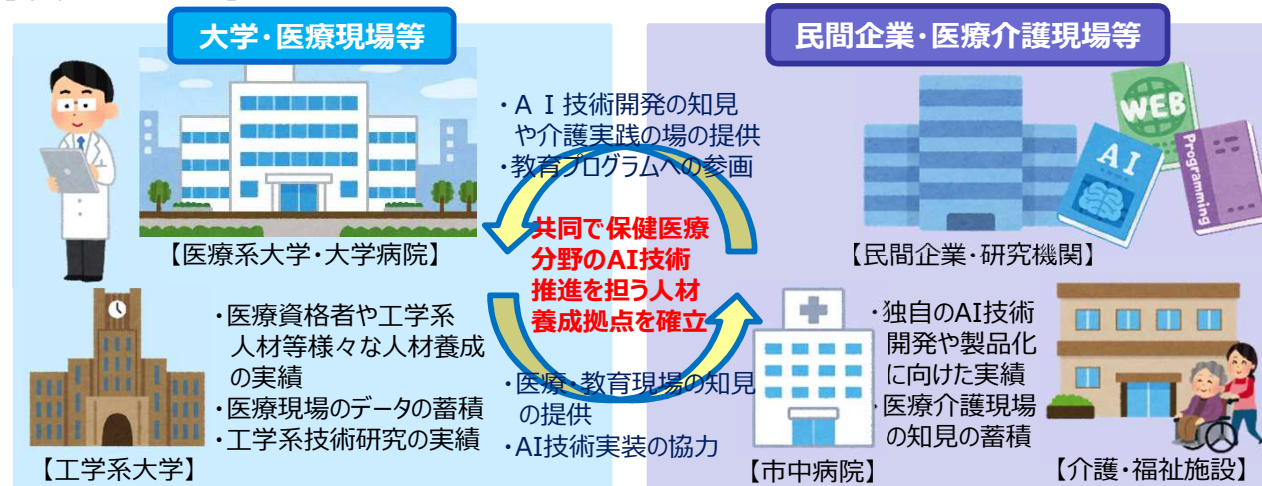 大学・医療現場等
【医療系大学・大学病院】
【工学系大学】
・医療資格者や工学系
人材等様々な人材養成
の実績
・医療現場のデータの蓄積
・工学系技術研究の実績
・ＡＩ技術開発の知見
や介護実践の場の提供
・教育プログラムへの参画
共同で保健医療
分野のAI技術
推進を担う人材
養成拠点を確立
・医療・教育現場の知見
の提供
・AI技術実装の協力
民間企業・医療介護現場等
WEB
AI
Programming
【民間企業・研究機関】
・独自のAI技術
開発や製品化
に向けた実績
・医療介護現場
の知見の蓄積
【市中病院】
【介護・福祉施設】